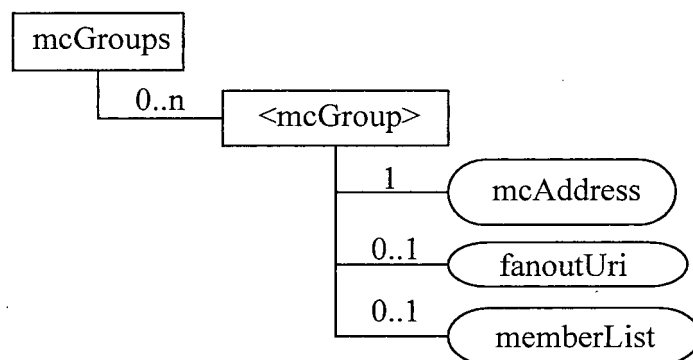 mcGroups
0..n
<mcGroup>
1
mcAddress
0..1
fanoutUri
0..1
memberList